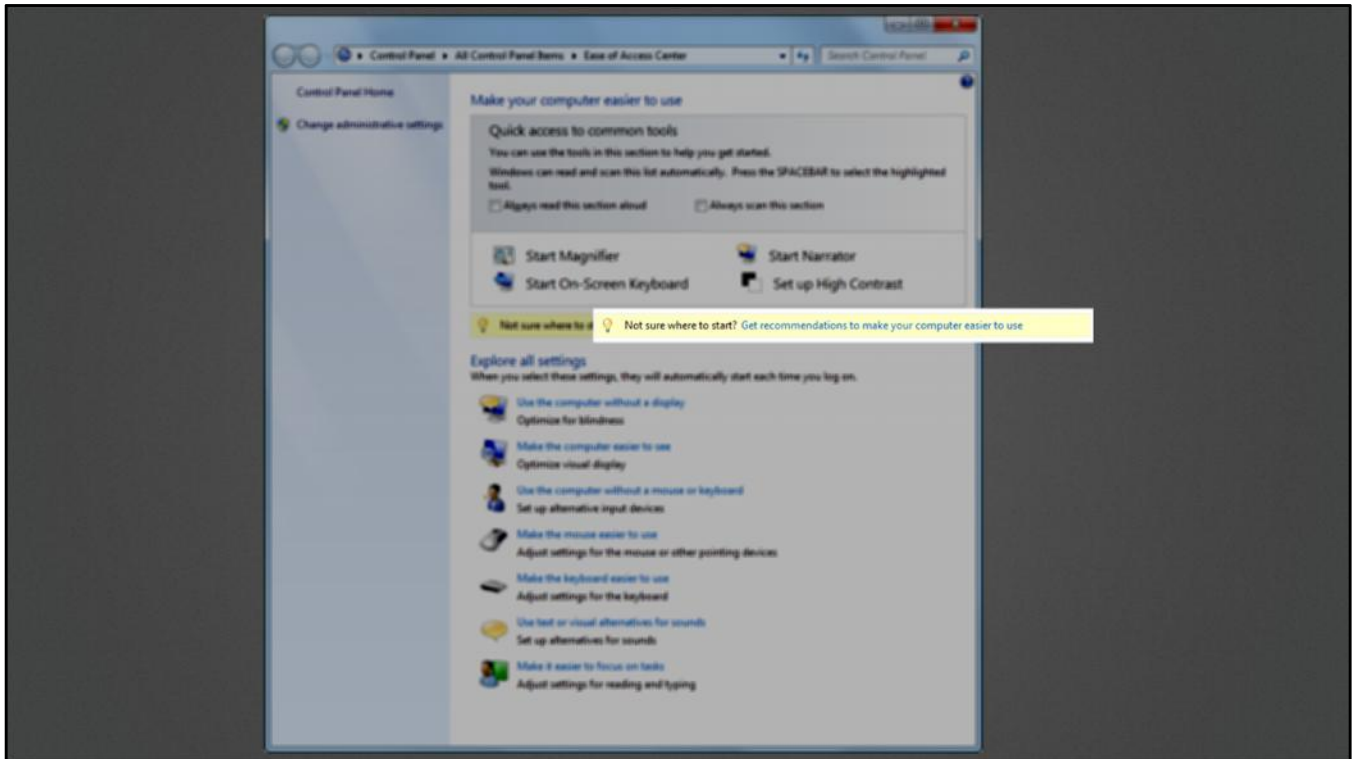 Control Panel ▸ All Control Panel Items ▸ Ease of Access Center
Search Control Panel
Control Panel Home
Change administrative settings
Make your computer easier to use
Quick access to common tools
You can use the tools in this section to help you get started.
Windows can read and scan this list automatically. Press the SPACEBAR to select the highlighted
tool.
Always read this section aloud
Always scan this section
Start Magnifier
Start Narrator
Start On-Screen Keyboard
Set up High Contrast
Not sure where to
Not sure where to start? Get recommendations to make your computer easier to use
Explore all settings
When you select these settings, they will automatically start each time you log on.
Use the computer without a display
Optimize for blindness
Make the computer easier to see
Optimize visual display
Use the computer without a mouse or keyboard
Set up alternative input devices
Make the mouse easier to use
Adjust settings for the mouse or other pointing devices
Make the keyboard easier to use
Adjust settings for the keyboard
Use text or visual alternatives for sounds
Set up alternatives for sounds
Make it easier to focus on tasks
Adjust settings for reading and typing